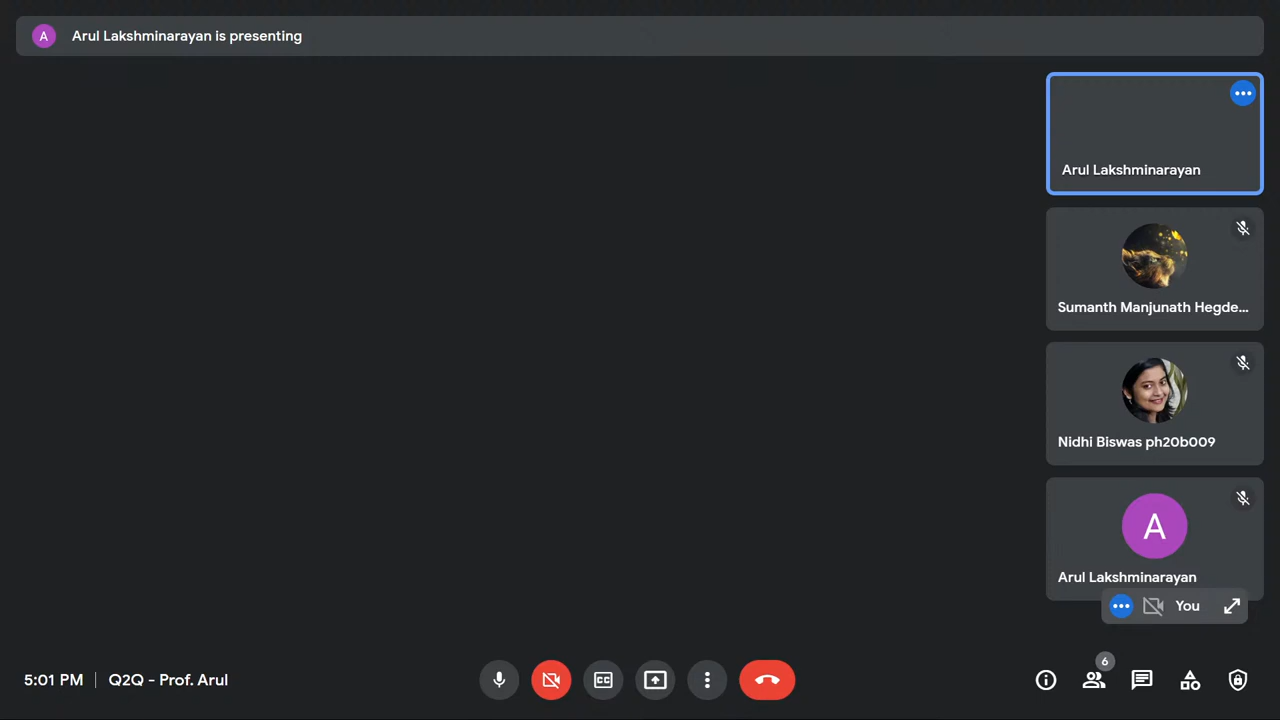 A Arul Lakshminarayan is presenting
Arul Lakshminarayan
Sumanth Manjunath Hegde...
Nidhi Biswas ph20b009
A
Arul Lakshminarayan
You
5:01 PM | Q2Q - Prof. Arul
CC
6